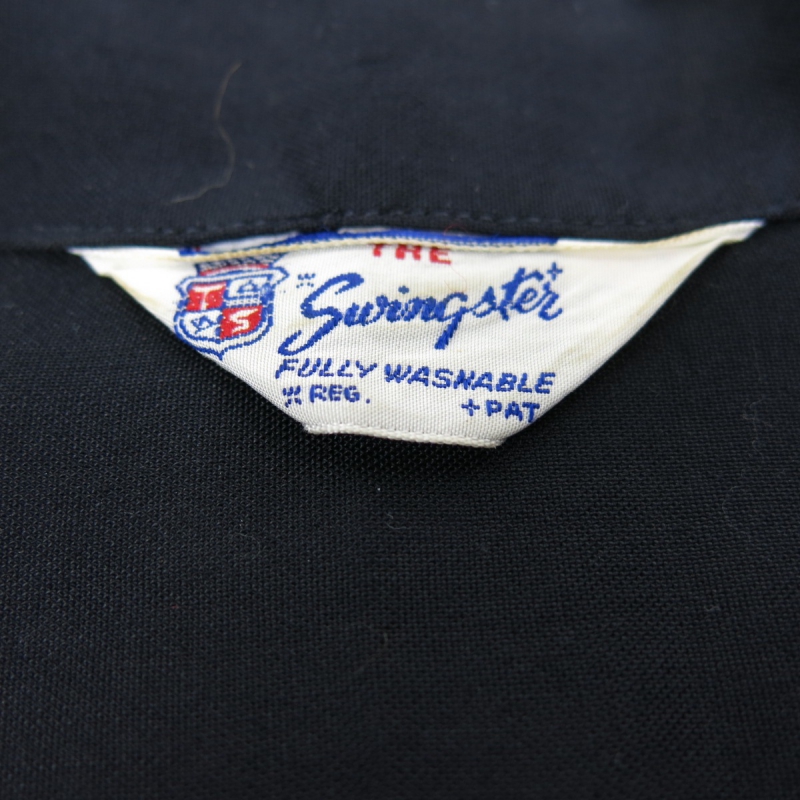 THE
Swingster +
T
S
FULLY WASHABLE
REG. + PAT